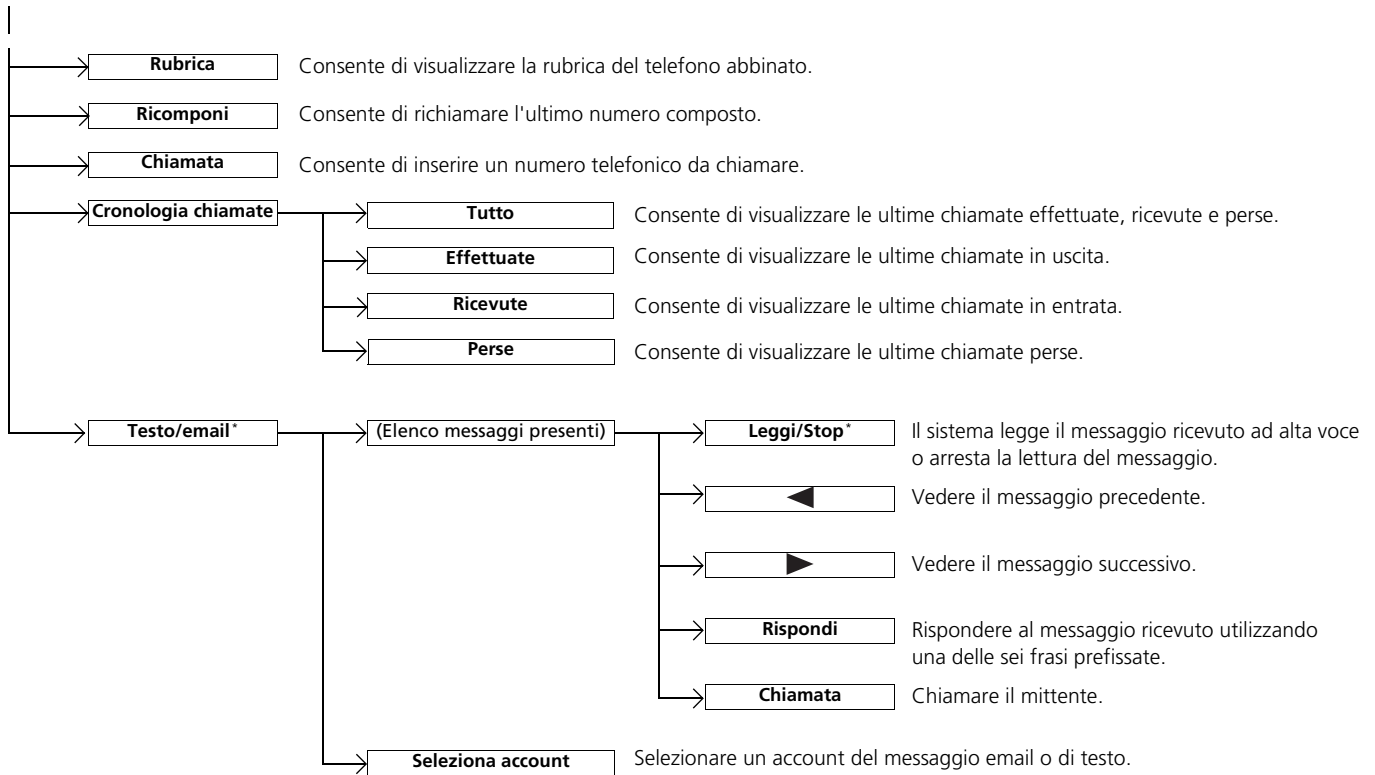 Rubrica Consente di visualizzare la rubrica del telefono abbinato.
Ricomponi Consente di richiamare l'ultimo numero composto.
Chiamata Consente di inserire un numero telefonico da chiamare.
Cronologia chiamate Tutto Consente di visualizzare le ultime chiamate effettuate, ricevute e perse.
Effettuate Consente di visualizzare le ultime chiamate in uscita.
Ricevute Consente di visualizzare le ultime chiamate in entrata.
Perse Consente di visualizzare le ultime chiamate perse.
Testo/email* (Elenco messaggi presenti) Leggi/Stop* Il sistema legge il messaggio ricevuto ad alta voce
o arresta la lettura del messaggio.
Vedere il messaggio precedente.
Vedere il messaggio successivo.
Rispondi Rispondere al messaggio ricevuto utilizzando
una delle sei frasi prefissate.
Chiamata Chiamare il mittente.
Seleziona account Selezionare un account del messaggio email o di testo.